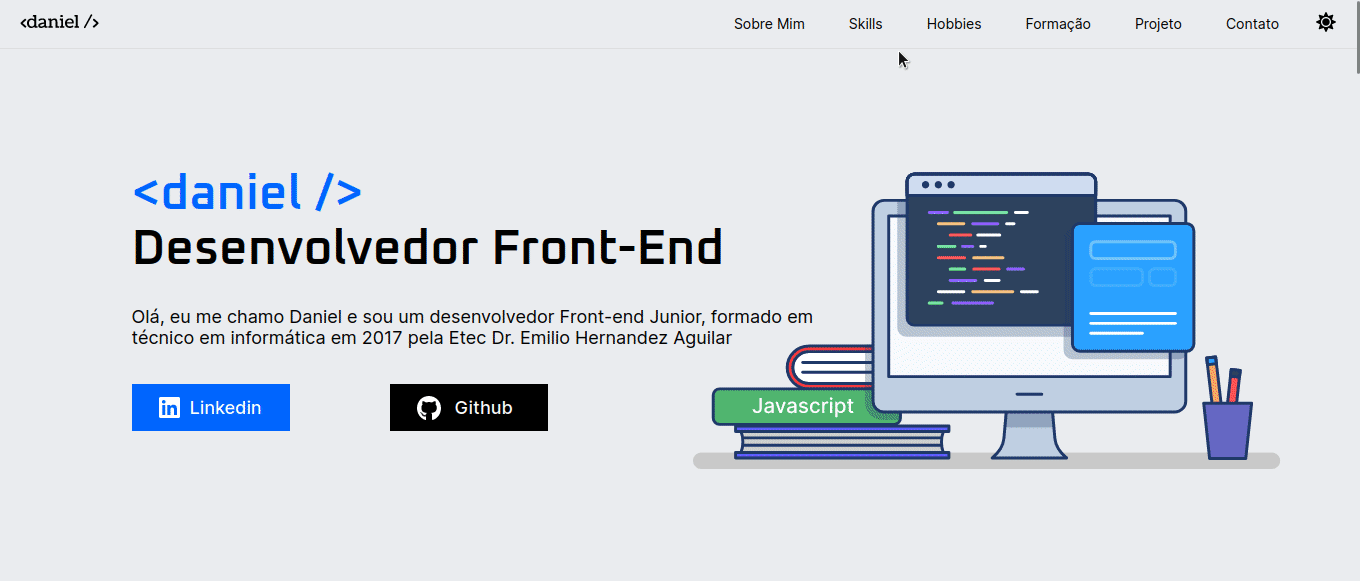 <daniel />
Sobre Mim
Skills
Hobbies
Formação
Projeto
Contato
<daniel />
Desenvolvedor Front-End
Olá, eu me chamo Daniel e sou um desenvolvedor Front-end Junior, formado em
técnico em informática em 2017 pela Etec Dr. Emilio Hernandez Aguilar
Linkedin
Github
Javascript